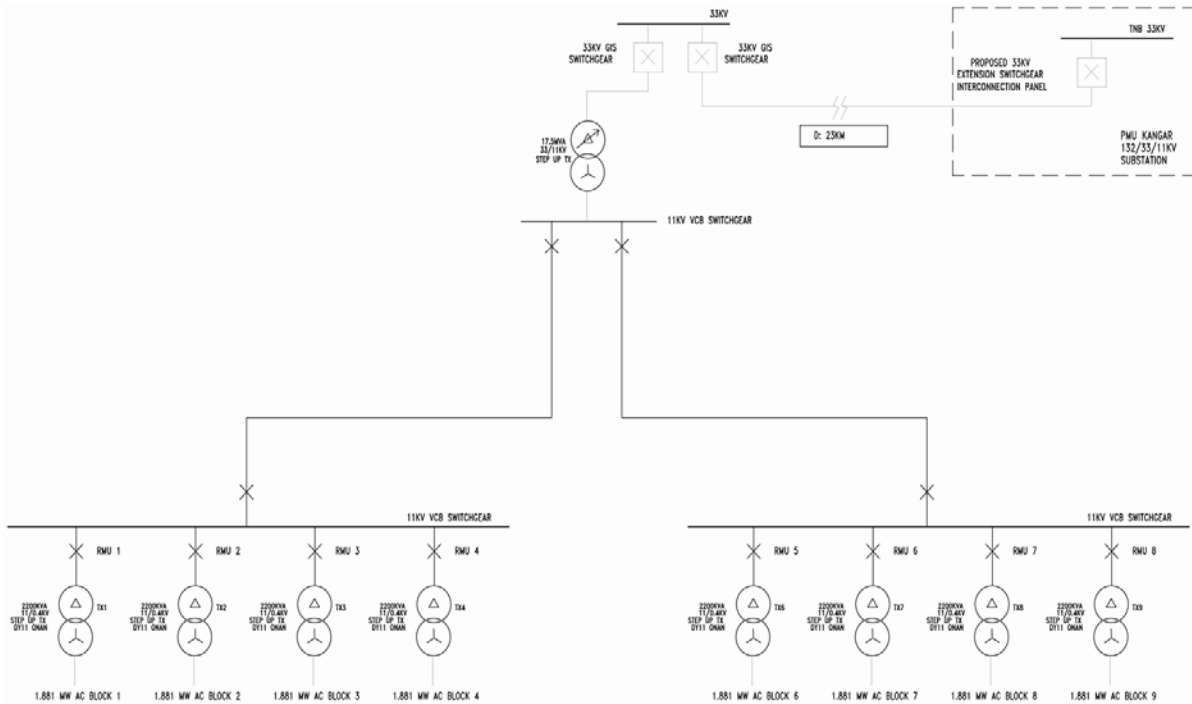 33KV
TNB 33KV
33KV GIS
SWITCHGEAR
33KV GIS
SWITCHGEAR
PROPOSED 33KV
EXTENSION SWITCHGEAR
INTERCONNECTION PANEL
D: 23KM
PMU KANGAR
132/33/11KV
SUBSTATION
17.5MVA
33/11KV
STEP UP TX
11KV VCB SWITCHGEAR
11KV VCB SWITCHGEAR
11KV VCB SWITCHGEAR
RMU 1
RMU 2
RMU 3
RMU 4
RMU 5
RMU 6
RMU 7
RMU 8
2200KVA
11/0.4KV
STEP UP TX
DY11 ONAN
TX1
2200KVA
11/0.4KV
STEP UP TX
DY11 ONAN
TX2
2200KVA
11/0.4KV
STEP UP TX
DY11 ONAN
TX3
2200KVA
11/0.4KV
STEP UP TX
DY11 ONAN
TX4
2200KVA
11/0.4KV
STEP UP TX
DY11 ONAN
TX6
2200KVA
11/0.4KV
STEP UP TX
DY11 ONAN
TX7
2200KVA
11/0.4KV
STEP UP TX
DY11 ONAN
TX8
2200KVA
11/0.4KV
STEP UP TX
DY11 ONAN
TX9
1.881 MW AC BLOCK 1
1.881 MW AC BLOCK 2
1.881 MW AC BLOCK 3
1.881 MW AC BLOCK 4
1.881 MW AC BLOCK 6
1.881 MW AC BLOCK 7
1.881 MW AC BLOCK 8
1.881 MW AC BLOCK 9